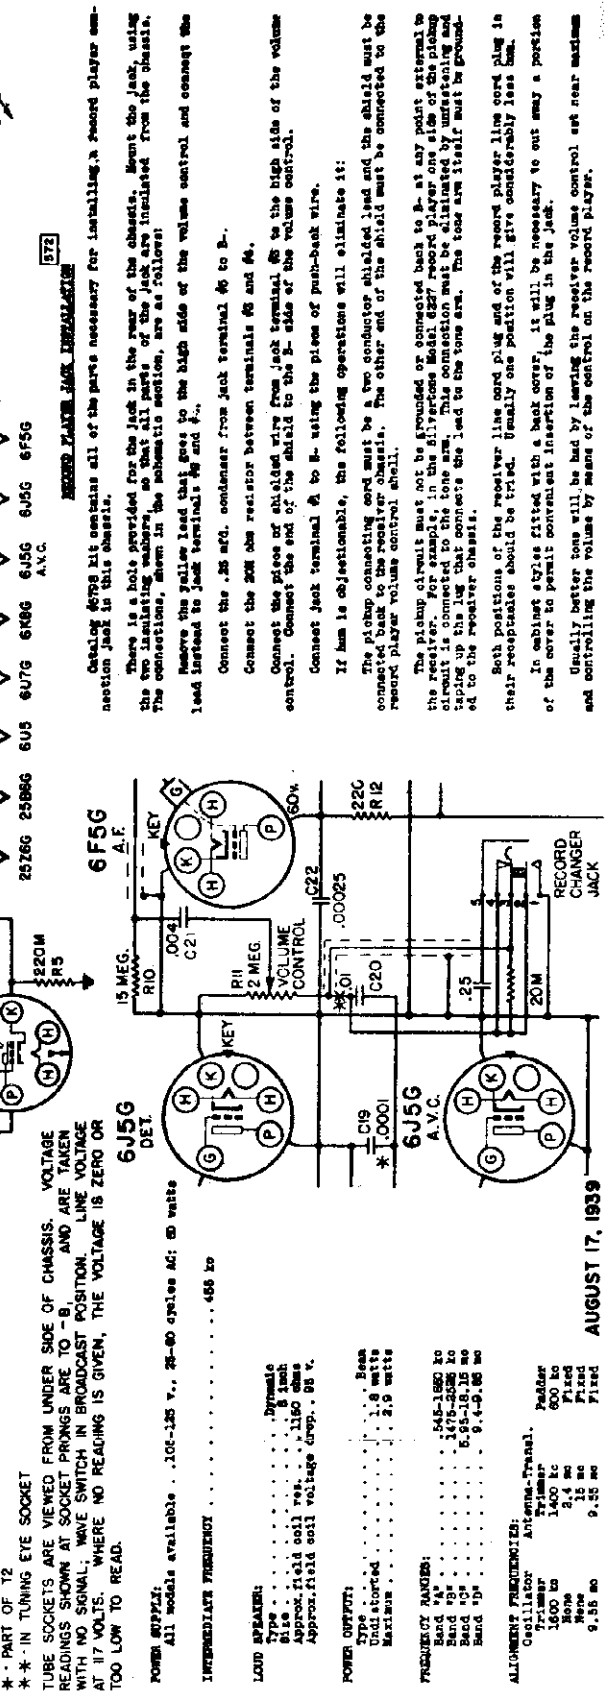 * - PART OF T2
** - IN TUNING EYE SOCKET
TUBE SOCKETS ARE VIEWED FROM UNDER SIDE OF CHASSIS. VOLTAGE
READINGS SHOWN AT SOCKET PRONGS ARE TO -B, AND ARE TAKEN
WITH NO SIGNAL; WAVE SWITCH IN BROADCAST POSITION. LINE VOLTAGE
AT 117 VOLTS. WHERE NO READING IS GIVEN, THE VOLTAGE IS ZERO OR
TOO LOW TO READ.
POWER SUPPLY:
All models available . . 105-125 v., 25-60 cycles AC: 60 watts
INTERMEDIATE FREQUENCY . . . . . . . . . . 455 kc
LOUD SPEAKER:
Type . . . . . . . . . . Dynamic
Size . . . . . . . . . . 8 inch
Approx.field coil res. . . . 1150 ohms
Approx.field coil voltage drop. . 95 v.
POWER OUTPUT:
Type . . . . . . . . . . Beam
Undistorted . . . . . . . . 1.8 watts
Maximum . . . . . . . . . . 2.9 watts
FREQUENCY RANGES:
Band "A" . . . . . . . . 545-1650 kc
Band "B" . . . . . . . . 1475-2525 kc
Band "C" . . . . . . . . 5.95-18.15 mc
Band "D" . . . . . . . . 9.4-9.85 mc
ALIGNMENT FREQUENCIES:
Oscillator Antenna-Transl.
Trimmer Trimmer Padder
1600 kc 1400 kc 600 kc
None 2.4 mc Fixed
None 15 mc Fixed
9.55 mc 9.55 mc Fixed
AUGUST 17, 1939
P K H H
220M
R5
6J5G
DET.
KEY
G H K P H
15 MEG.
R10
.004
C21
R11
2 MEG.
VOLUME
CONTROL
6F5G
A.F.
KEY
K H G H P
60V.
C22
.00025
220
R12
**.01
C20
C19
*.0001
6J5G
A.V.C.
H K G H P
.25
20M
5 4 3 2 1
RECORD
CHANGER
JACK
25Z6G 25B6G 6U5 6U7G 6K8G 6J5G 6J5G 6F5G
A.V.C.
572
RECORD PLAYER JACK INSTALLATION
Catalog #6798 kit contains all of the parts necessary for installing a record player con-
nection jack in this chassis.
There is a hole provided for the jack in the rear of the chassis. Mount the jack, using
the two insulating washers, so that all parts of the jack are insulated from the chassis.
The connections, shown in the schematic section, are as follows:
Remove the yellow lead that goes to the high side of the volume control and connect the
lead instead to jack terminals and
Connect the .25 mfd. condenser from jack terminal #5 to B-.
Connect the 20M ohm resistor between terminals #3 and #4.
Connect the piece of shielded wire from jack terminal #3 to the high side of the volume
control. Connect the end of the shield to the B- side of the volume control.
Connect jack terminal #1 to B- using the piece of push-back wire.
If hum is objectionable, the following operations will eliminate it:
The pickup connecting cord must be a two conductor shielded lead and the shield must be
connected back to the receiver chassis. The other end of the shield must be connected to the
record player volume control shell.
The pickup circuit must not be grounded or connected back to B- at any point external to
the receiver. For example, in the Silvertone Model 6227 record player one side of the pickup
circuit is connected to the tone arm. This connection must be eliminated by unfastening and
taping up the lug that connects the lead to the tone arm. The tone arm itself must be ground-
ed to the receiver chassis.
Both positions of the receiver line cord plug and of the record player line cord plug in
their receptacles should be tried. Usually one position will give considerably less hum.
In cabinet styles fitted with a back cover, it will be necessary to cut away a portion
of the cover to permit convenient insertion of the plug in the jack.
Usually better tone will be had by leaving the receiver volume control set near maximum
and controlling the volume by means of the control on the record player.